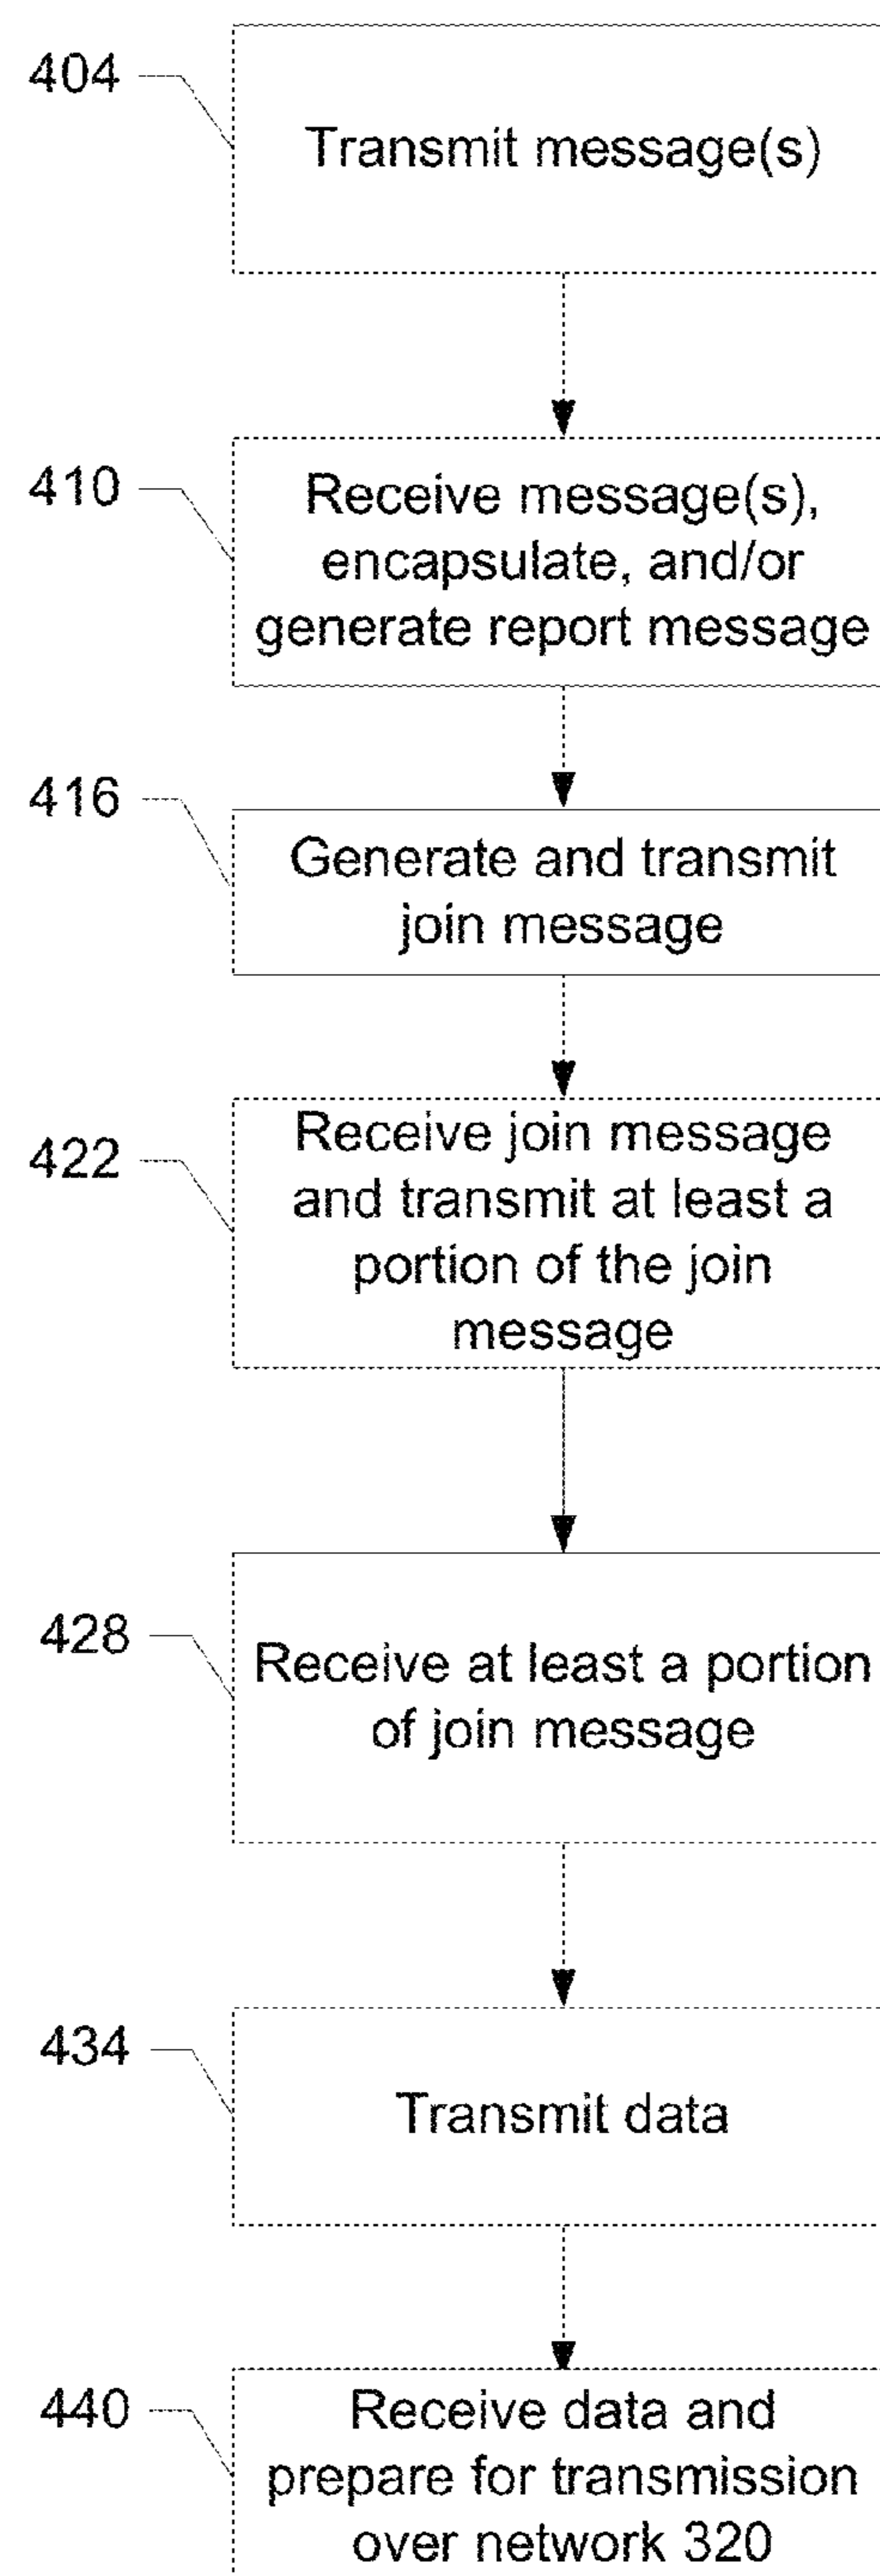 404
Transmit message(s)
410
Receive message(s),
encapsulate, and/or
generate report message
416
Generate and transmit
join message
422
Receive join message
and transmit at least a
portion of the join
message
428
Receive at least a portion
of join message
434
Transmit data
440
Receive data and
prepare for transmission
over network 320